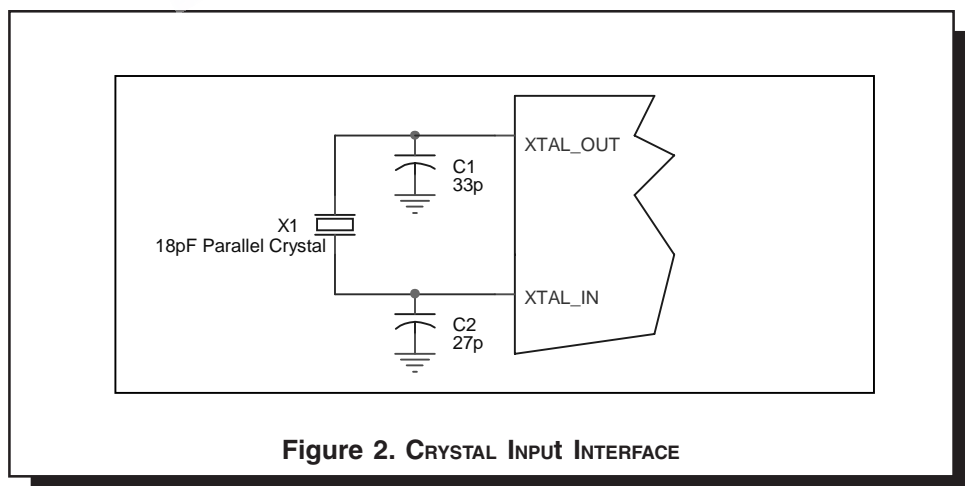 XTAL_OUT
C1
33p
X1
18pF Parallel Crystal
XTAL_IN
C2
27p
Figure 2. CRYSTAL INPUt INTERFACE